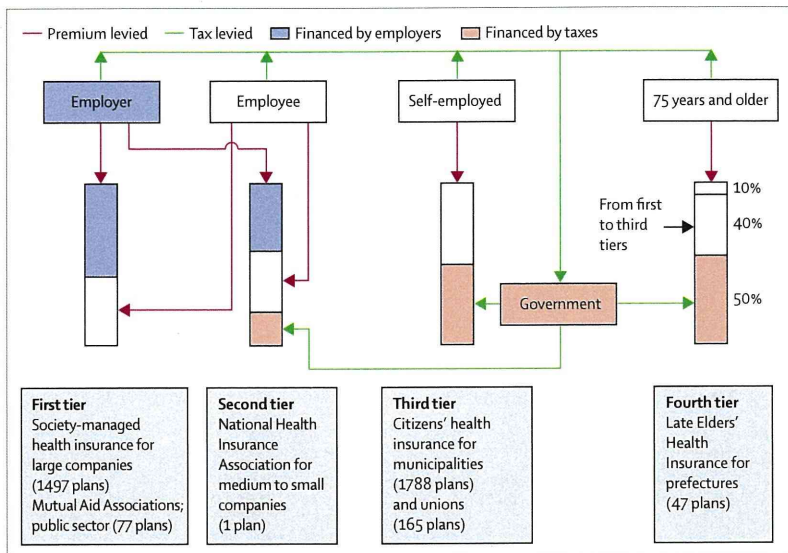 Premium levied
Tax levied
Financed by employers
Financed by taxes
Employer
Employee
Self-employed
75 years and older
From first
to third
tiers
10%
40%
50%
Government
First tier
Society-managed
health insurance for
large companies
(1497 plans)
Mutual Aid Associations;
public sector (77 plans)
Second tier
National Health
Insurance
Association for
medium to small
companies
(1 plan)
Third tier
Citizens’ health
insurance for
municipalities
(1788 plans)
and unions
(165 plans)
Fourth tier
Late Elders’
Health
Insurance for
prefectures
(47 plans)